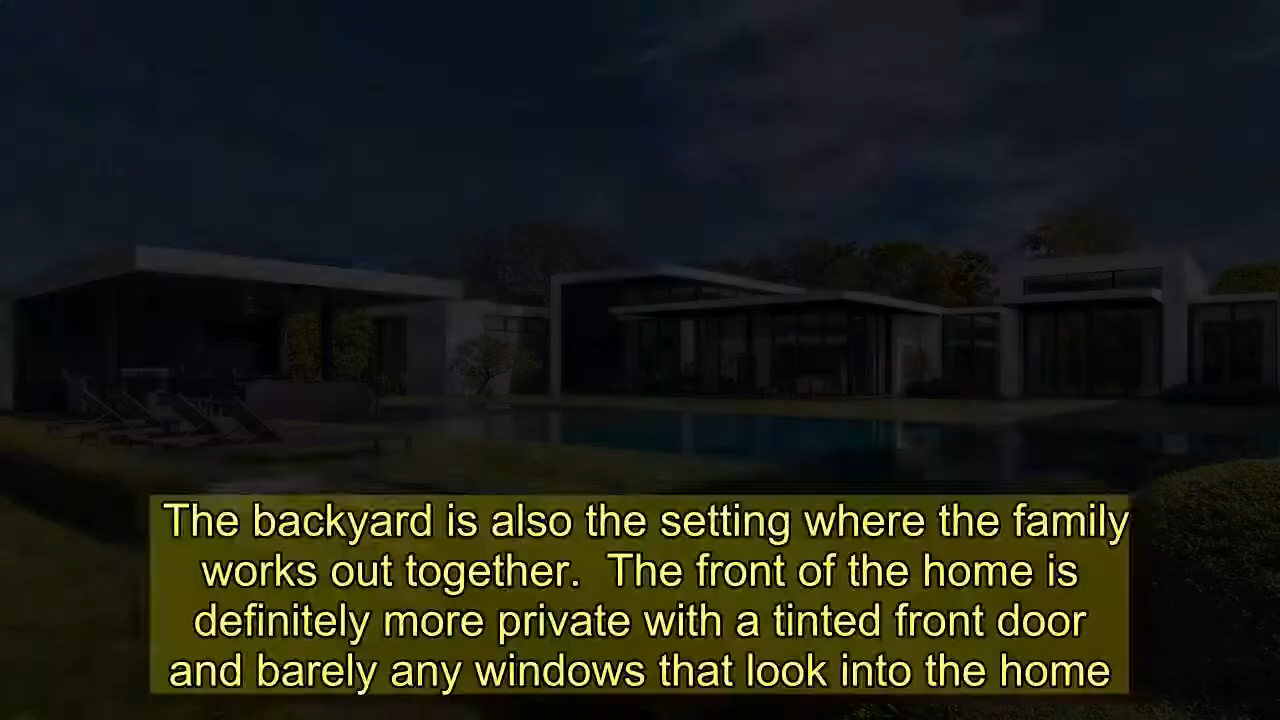 The backyard is also the setting where the family
works out together.  The front of the home is
definitely more private with a tinted front door
and barely any windows that look into the home